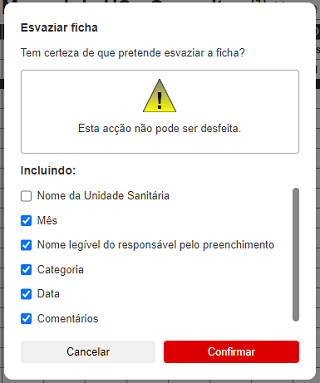 Esvaziar ficha
Tem certeza de que pretende esvaziar a ficha?
!
Esta acção não pode ser desfeita.
Incluindo:
Nome da Unidade Sanitária
Mês
Nome legível do responsável pelo preenchimento
Categoria
Data
Comentários
Cancelar
Confirmar